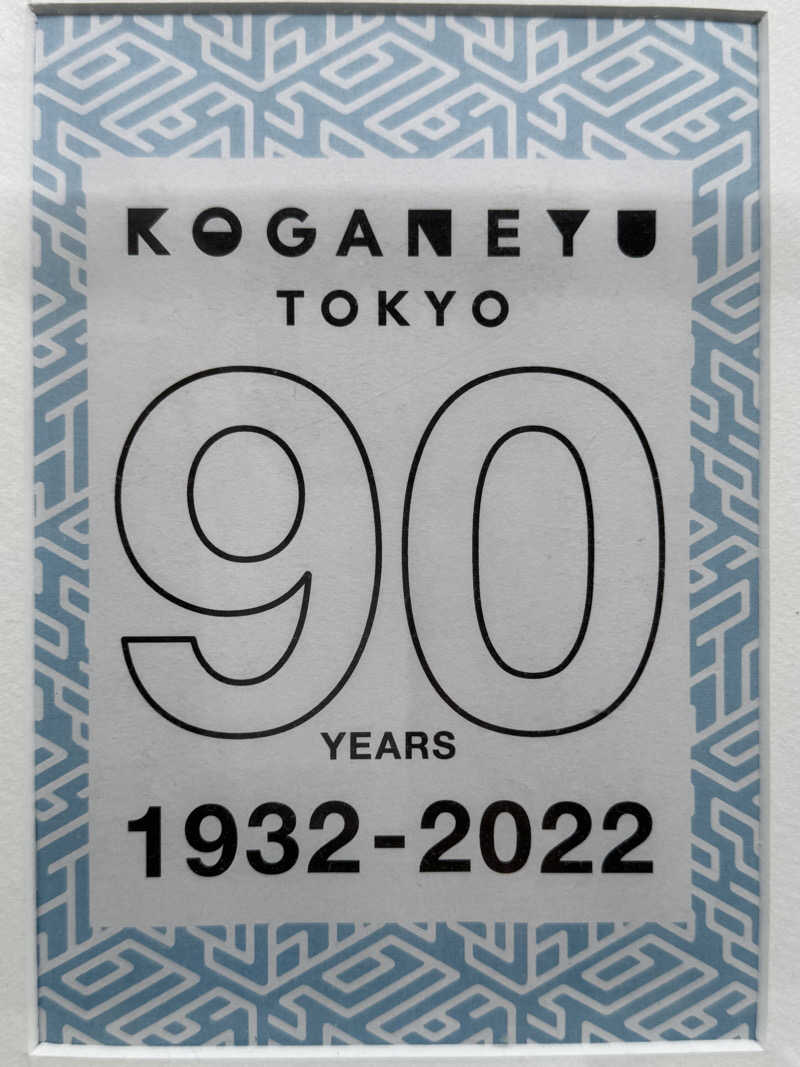 KOGANEYU
TOKYO
90
YEARS
1932-2022